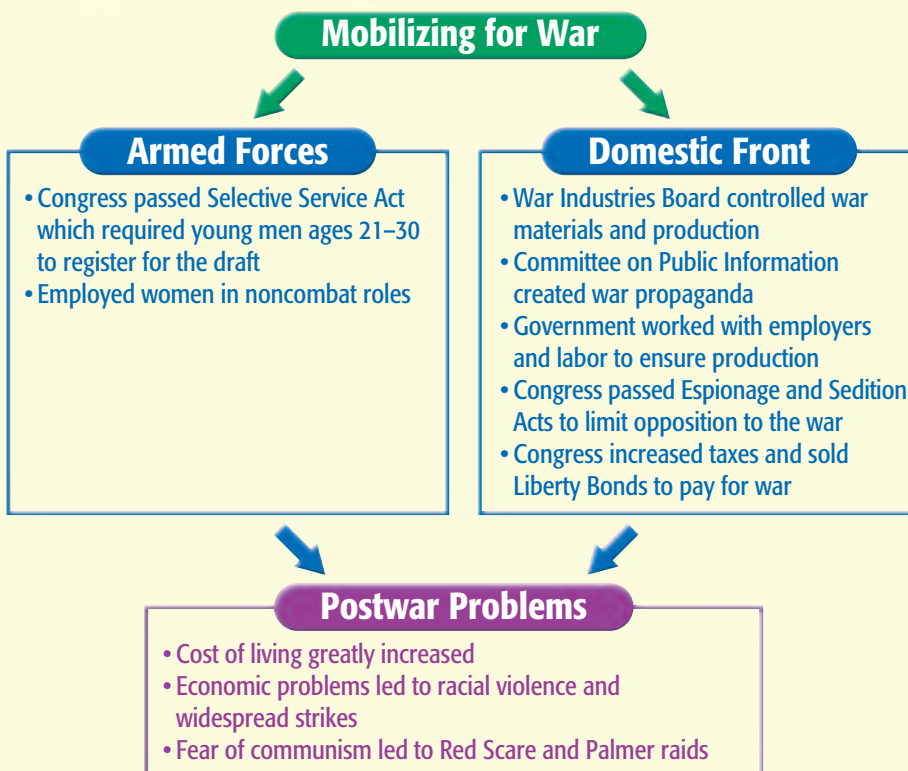 Mobilizing for War
Armed Forces
• Congress passed Selective Service Act
which required young men ages 21–30
to register for the draft
• Employed women in noncombat roles
Domestic Front
• War Industries Board controlled war
materials and production
• Committee on Public Information
created war propaganda
• Government worked with employers
and labor to ensure production
• Congress passed Espionage and Sedition
Acts to limit opposition to the war
• Congress increased taxes and sold
Liberty Bonds to pay for war
Postwar Problems
• Cost of living greatly increased
• Economic problems led to racial violence and
widespread strikes
• Fear of communism led to Red Scare and Palmer raids